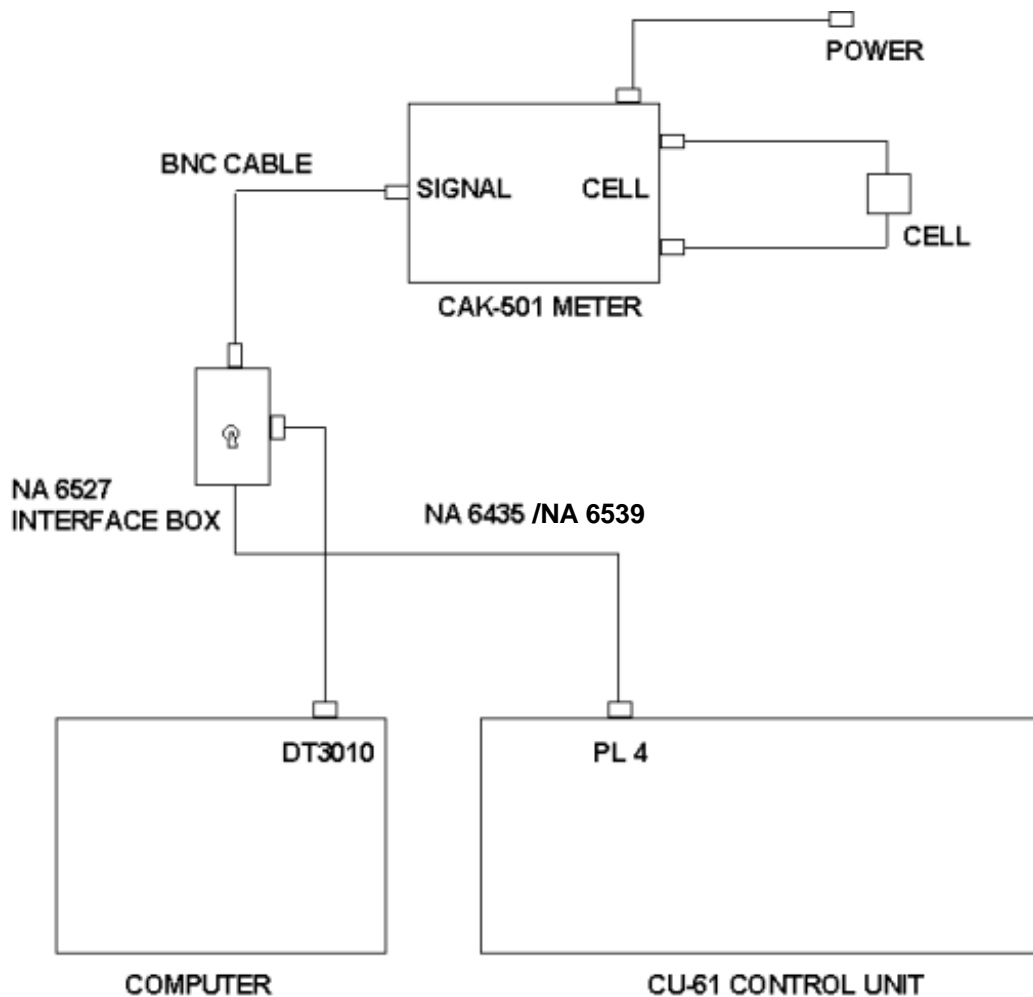 POWER
BNC CABLE
SIGNAL
CELL
CELL
CAK-501 METER
NA 6527
INTERFACE BOX
NA 6435 /NA 6539
DT3010
PL 4
COMPUTER
CU-61 CONTROL UNIT